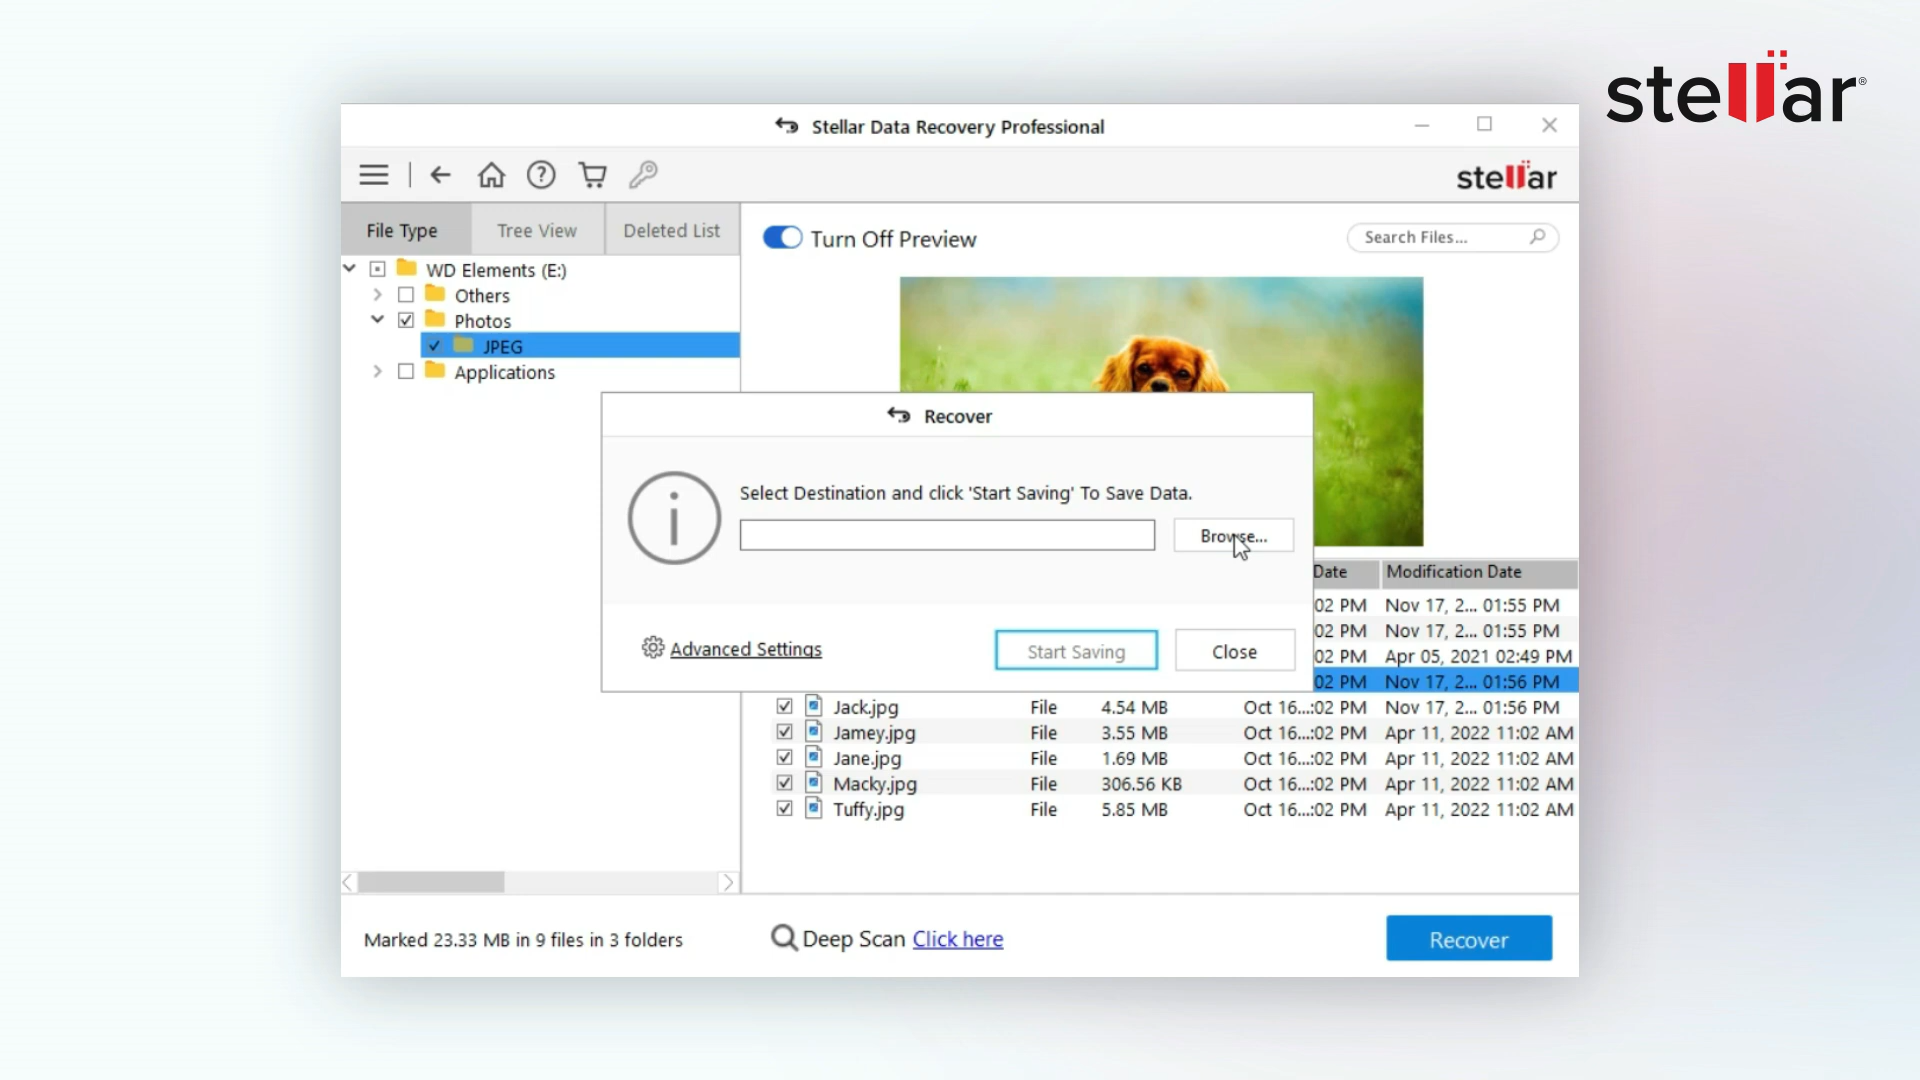 stellar®
Stellar Data Recovery Professional
stellar
File Type Tree View Deleted List
Turn Off Preview
Search Files...
WD Elements (E:)
Others
Photos
JPEG
Applications
Recover
Select Destination and click 'Start Saving' To Save Data.
Browse...
Advanced Settings
Start Saving
Close
Date Modification Date
02 PM Nov 17, 2... 01:55 PM
02 PM Nov 17, 2... 01:55 PM
02 PM Apr 05, 2021 02:49 PM
02 PM Nov 17, 2... 01:56 PM
Jack.jpg File 4.54 MB Oct 16...:02 PM Nov 17, 2... 01:56 PM
Jamey.jpg File 3.55 MB Oct 16...:02 PM Apr 11, 2022 11:02 AM
Jane.jpg File 1.69 MB Oct 16...:02 PM Apr 11, 2022 11:02 AM
Macky.jpg File 306.56 KB Oct 16...:02 PM Apr 11, 2022 11:02 AM
Tuffy.jpg File 5.85 MB Oct 16...:02 PM Apr 11, 2022 11:02 AM
Marked 23.33 MB in 9 files in 3 folders
Deep Scan Click here
Recover